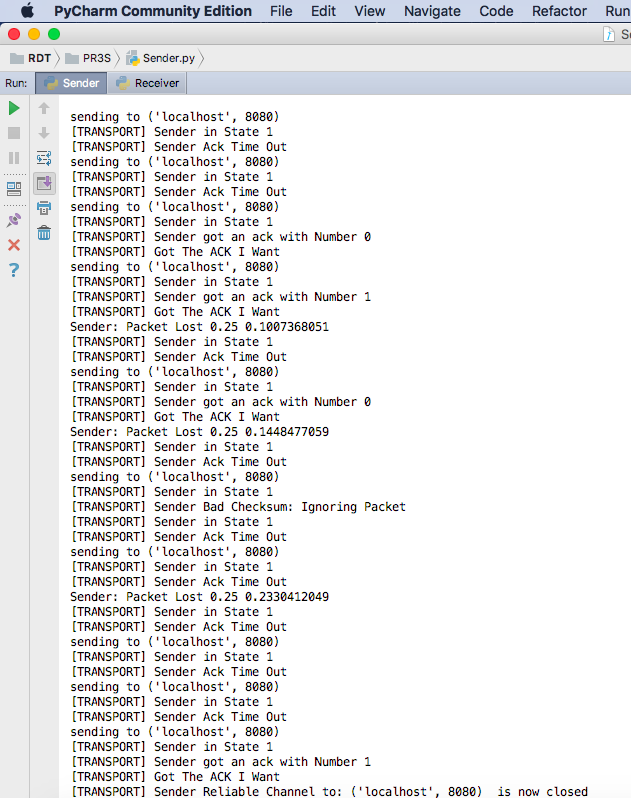 PyCharm Community Edition File Edit View Navigate Code Refactor Run
RDT PR3S Sender.py
Run: Sender Receiver
sending to ('localhost', 8080)
[TRANSPORT] Sender in State 1
[TRANSPORT] Sender Ack Time Out
sending to ('localhost', 8080)
[TRANSPORT] Sender in State 1
[TRANSPORT] Sender Ack Time Out
sending to ('localhost', 8080)
[TRANSPORT] Sender in State 1
[TRANSPORT] Sender got an ack with Number 0
[TRANSPORT] Got The ACK I Want
sending to ('localhost', 8080)
[TRANSPORT] Sender in State 1
[TRANSPORT] Sender got an ack with Number 1
[TRANSPORT] Got The ACK I Want
Sender: Packet Lost 0.25 0.1007368051
[TRANSPORT] Sender in State 1
[TRANSPORT] Sender Ack Time Out
sending to ('localhost', 8080)
[TRANSPORT] Sender in State 1
[TRANSPORT] Sender got an ack with Number 0
[TRANSPORT] Got The ACK I Want
Sender: Packet Lost 0.25 0.1448477059
[TRANSPORT] Sender in State 1
[TRANSPORT] Sender Ack Time Out
sending to ('localhost', 8080)
[TRANSPORT] Sender in State 1
[TRANSPORT] Sender Bad Checksum: Ignoring Packet
[TRANSPORT] Sender in State 1
[TRANSPORT] Sender Ack Time Out
sending to ('localhost', 8080)
[TRANSPORT] Sender in State 1
[TRANSPORT] Sender Ack Time Out
Sender: Packet Lost 0.25 0.2330412049
[TRANSPORT] Sender in State 1
[TRANSPORT] Sender Ack Time Out
sending to ('localhost', 8080)
[TRANSPORT] Sender in State 1
[TRANSPORT] Sender Ack Time Out
sending to ('localhost', 8080)
[TRANSPORT] Sender in State 1
[TRANSPORT] Sender Ack Time Out
sending to ('localhost', 8080)
[TRANSPORT] Sender in State 1
[TRANSPORT] Sender got an ack with Number 1
[TRANSPORT] Got The ACK I Want
[TRANSPORT] Sender Reliable Channel to: ('localhost', 8080)  is now closed